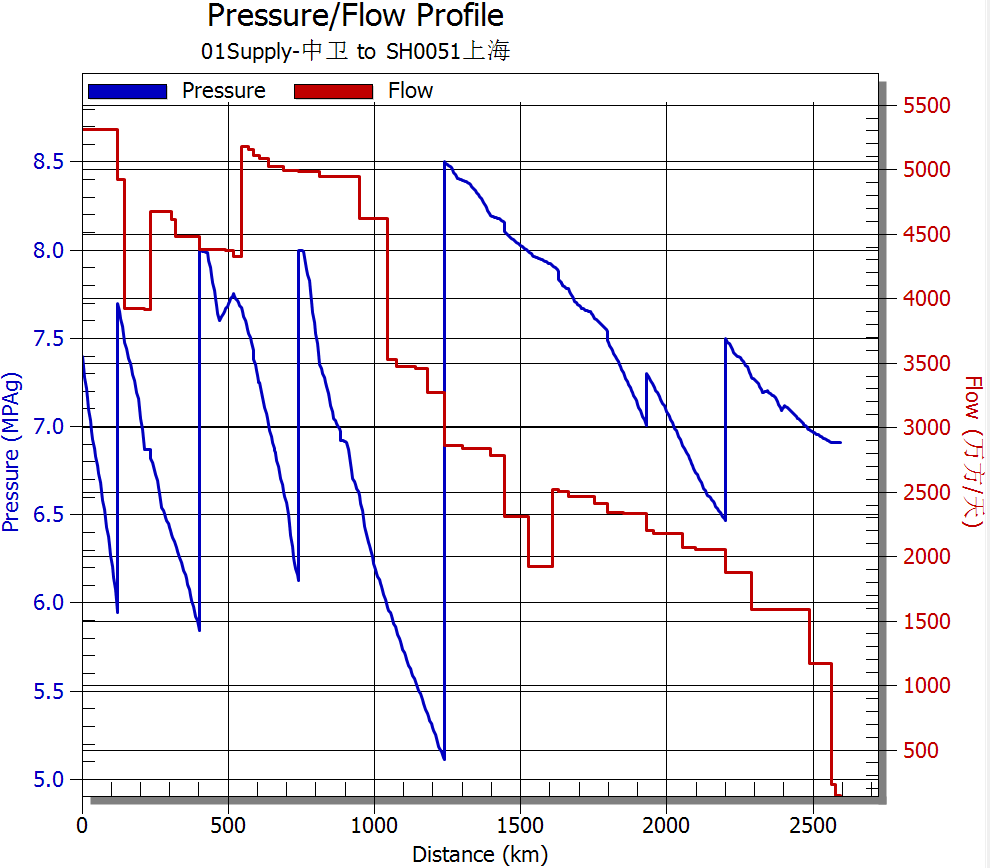 Pressure/Flow Profile
01Supply-中卫 to SH0051上海
Pressure Flow
5500
8.5 5000
4500
8.0
4000
7.5
3500
7.0 3000
2500
6.5
2000
6.0
1500
5.5 1000
500
5.0
Pressure (MPAg)
Flow (万方/天)
0 500 1000 1500 2000 2500
Distance (km)